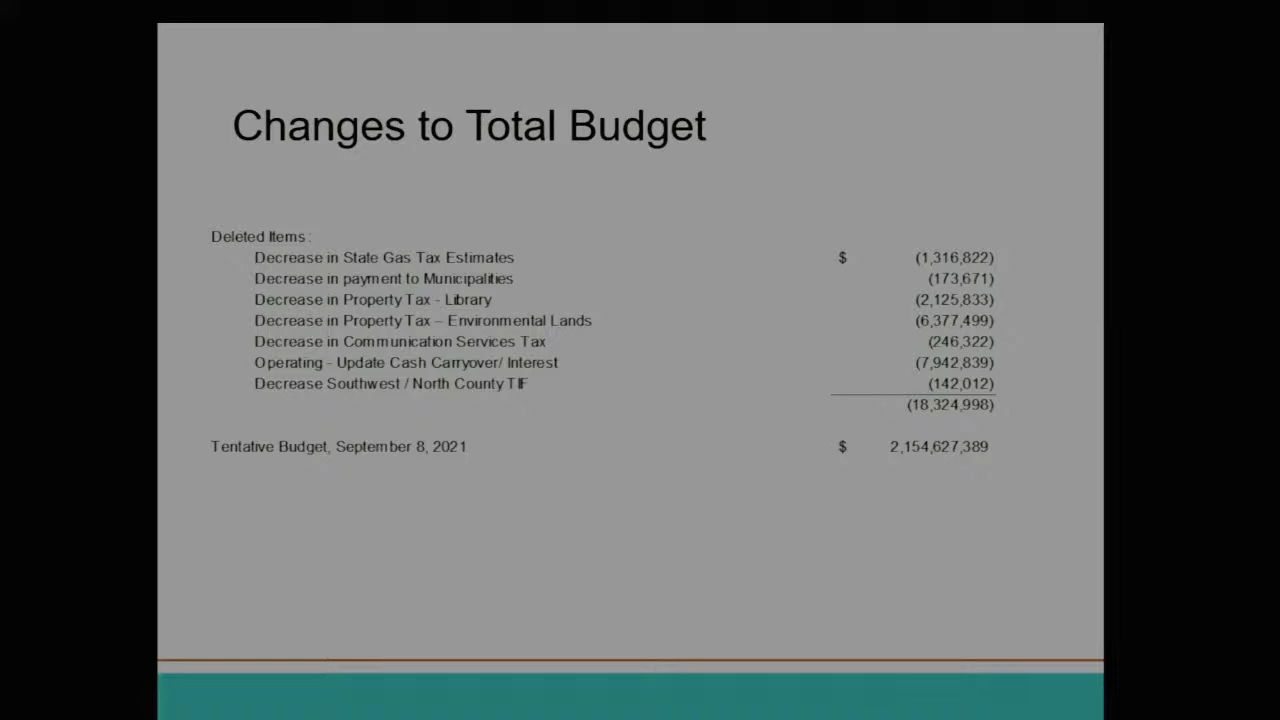 Changes to Total Budget
Deleted Items:
Decrease in State Gas Tax Estimates $ (1,316,822)
Decrease in payment to Municipalities (173,671)
Decrease in Property Tax - Library (2,125,833)
Decrease in Property Tax – Environmental Lands (6,377,499)
Decrease in Communication Services Tax (246,322)
Operating - Update Cash Carryover/ Interest (7,942,839)
Decrease Southwest / North County TIF (142,012)
(18,324,998)
Tentative Budget, September 8, 2021 $ 2,154,627,389